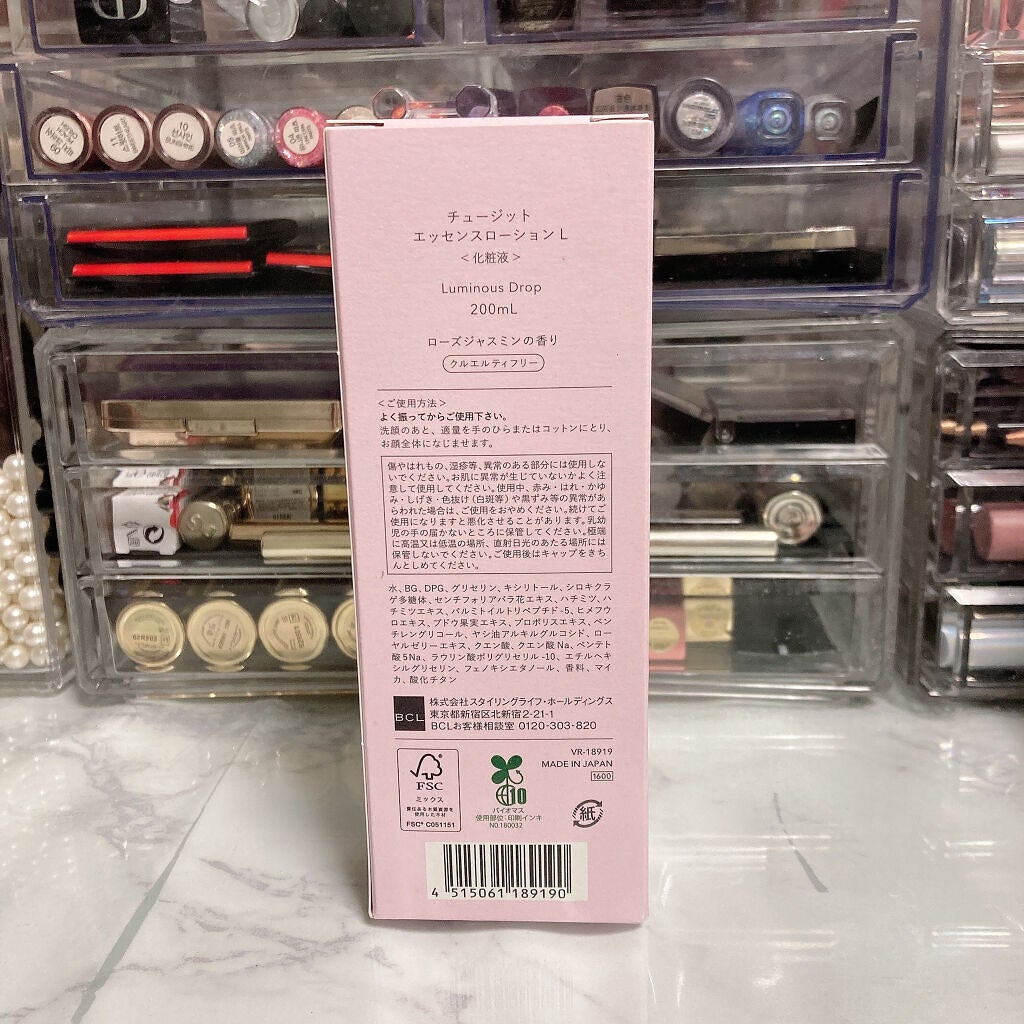 チュージット
エッセンスローション L
<化粧液>
Luminous Drop
200mL
ローズジャスミンの香り
クルエルティフリー
<ご使用方法>
よく振ってからご使用下さい。
洗顔のあと、適量を手のひらまたはコットンにとり、
お顔全体になじませます。
傷やはれもの、湿疹等、異常のある部分には使用しな
いでください。お肌に異常が生じていないかよく注
意して使用してください。使用中、赤み・はれ・かゆ
み・しげき・色抜け(白斑等)や黒ずみ等の異常があ
らわれた場合は、ご使用をおやめください。続けてご
使用になりますと悪化させることがあります。乳幼
児の手の届かないところに保管してください。極端
に高温又は低温の場所、直射日光のあたる場所には
保管しないでください。ご使用後はキャップをきち
んとしめてください。
水、BG、DPG、グリセリン、キシリトール、シロキクラ
ゲ多糖体、センチフォリアバラ花エキス、ハチミツ、ハ
チミツエキス、パルミトイルトリペプチド-5、ヒメフウ
ロエキス、ブドウ果実エキス、プロポリスエキス、ペン
チレングリコール、ヤシ油アルキルグルコシド、ロー
ヤルゼリーエキス、クエン酸、クエン酸Na、ペンテト
酸5Na、ラウリン酸ポリグリセリル-10、エチルヘキ
シルグリセリン、フェノキシエタノール、香料、マイ
カ、酸化チタン
BCL
株式会社スタイリングライフ・ホールディングス
東京都新宿区北新宿2-21-1
BCLお客様相談室 0120-303-820
FSC
ミックス
責任ある木質資源を
使用した木材
FSC® C051151
10
バイオマス
使用部位:印刷インキ
NO.180032
VR-18919
MADE IN JAPAN
1600
紙
4 515061 189190